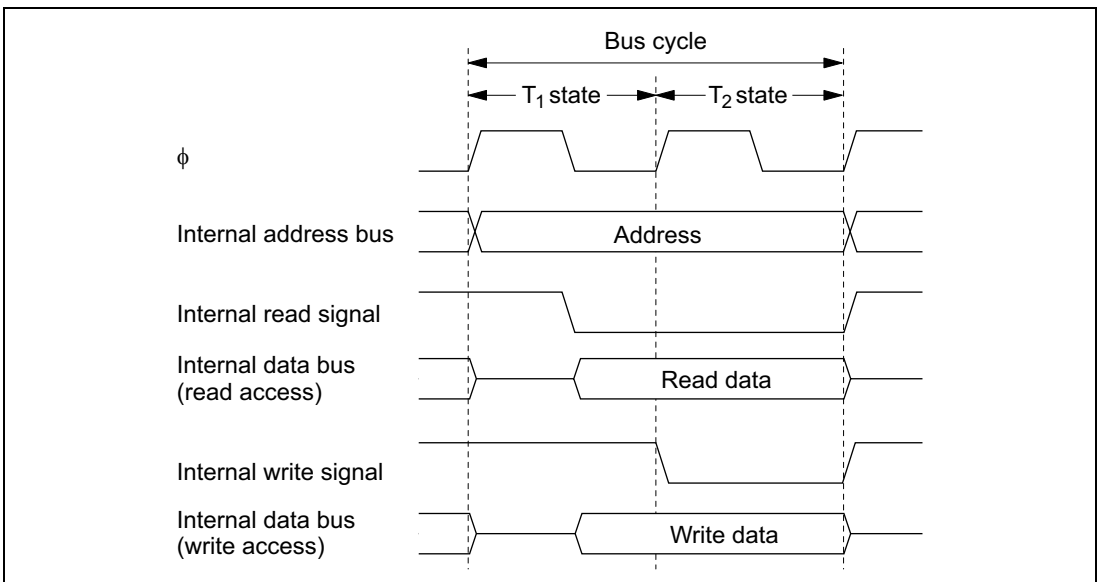 Bus cycle
T1 state T2 state
ϕ
Internal address bus Address
Internal read signal
Internal data bus
(read access) Read data
Internal write signal
Internal data bus
(write access) Write data